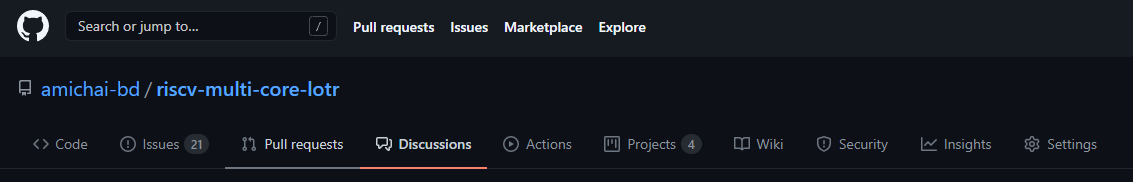 Search or jump to... /
Pull requests Issues Marketplace Explore
amichai-bd / riscv-multi-core-lotr
Code Issues 21 Pull requests Discussions Actions Projects 4 Wiki Security Insights Settings